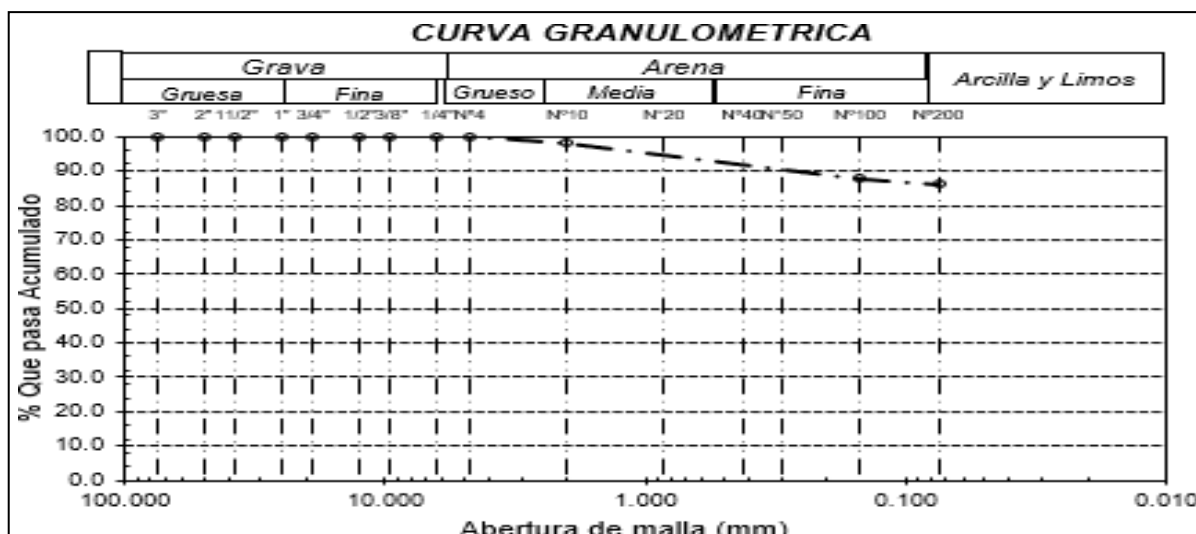 CURVA GRANULOMETRICA
Grava Arena Arcilla y Limos
Gruesa Fina Grueso Media Fina
3" 2" 11/2" 1" 3/4" 1/2" 3/8" 1/4" Nº4 Nº10 Nº20 Nº40 Nº50 Nº100 Nº200
% Que pasa Acumulado
100.0
90.0
80.0
70.0
60.0
50.0
40.0
30.0
20.0
10.0
0.0
100.000 10.000 1.000 0.100 0.010
Abertura de malla (mm)